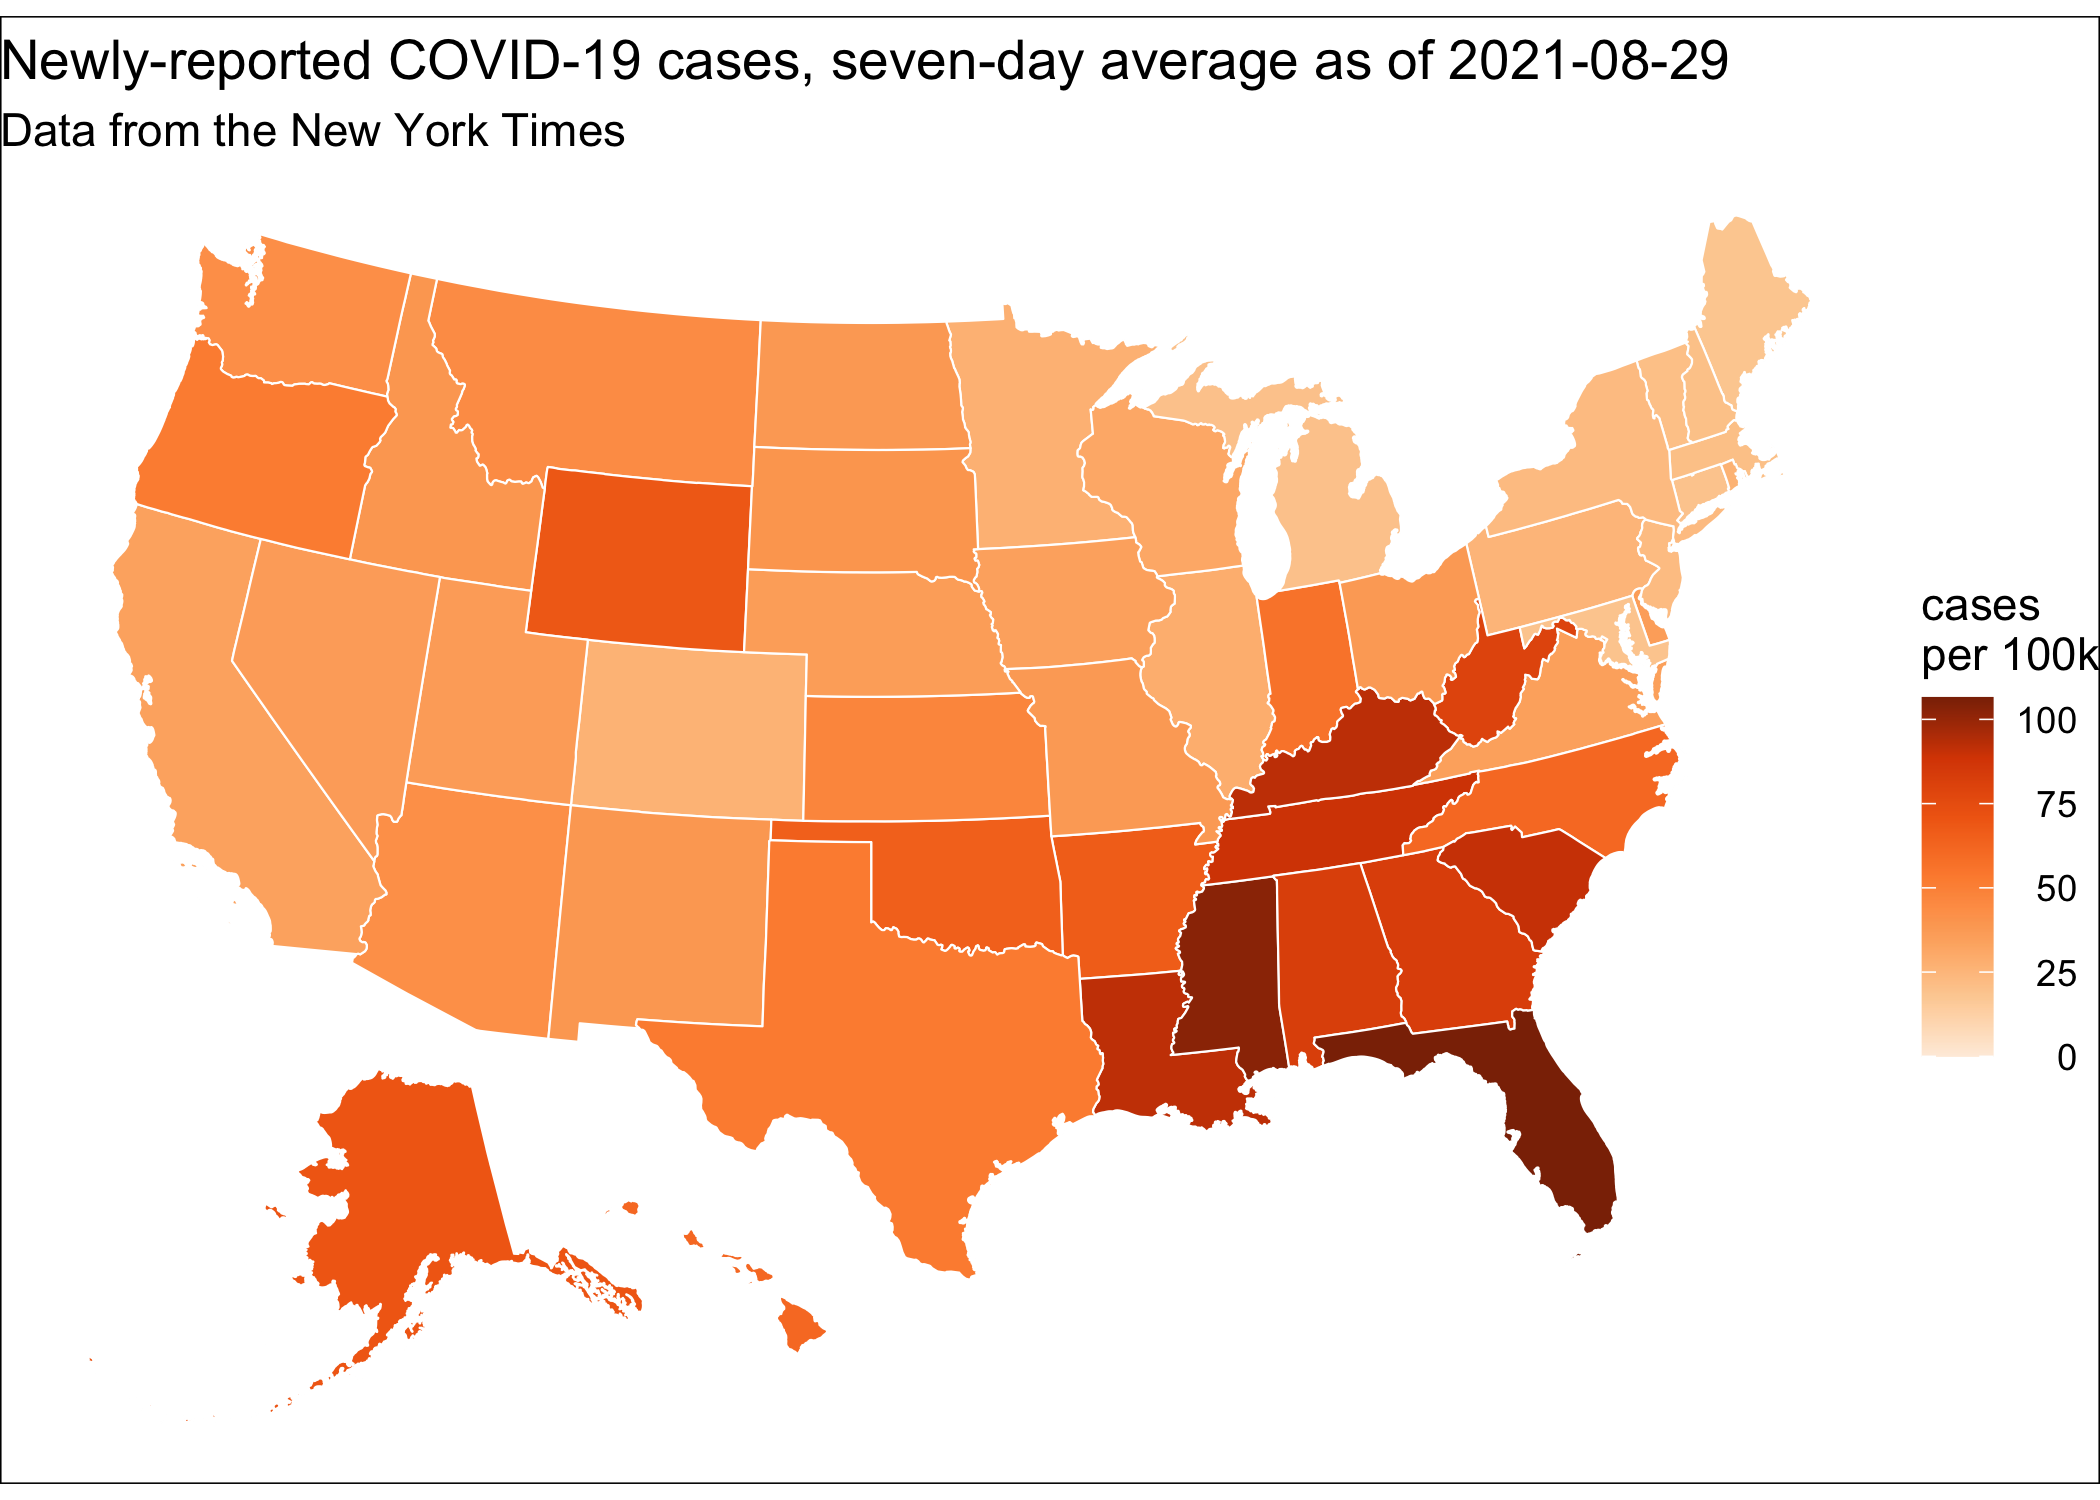 Newly-reported COVID-19 cases, seven-day average as of 2021-08-29
Data from the New York Times
cases
per 100k
100
75
50
25
0